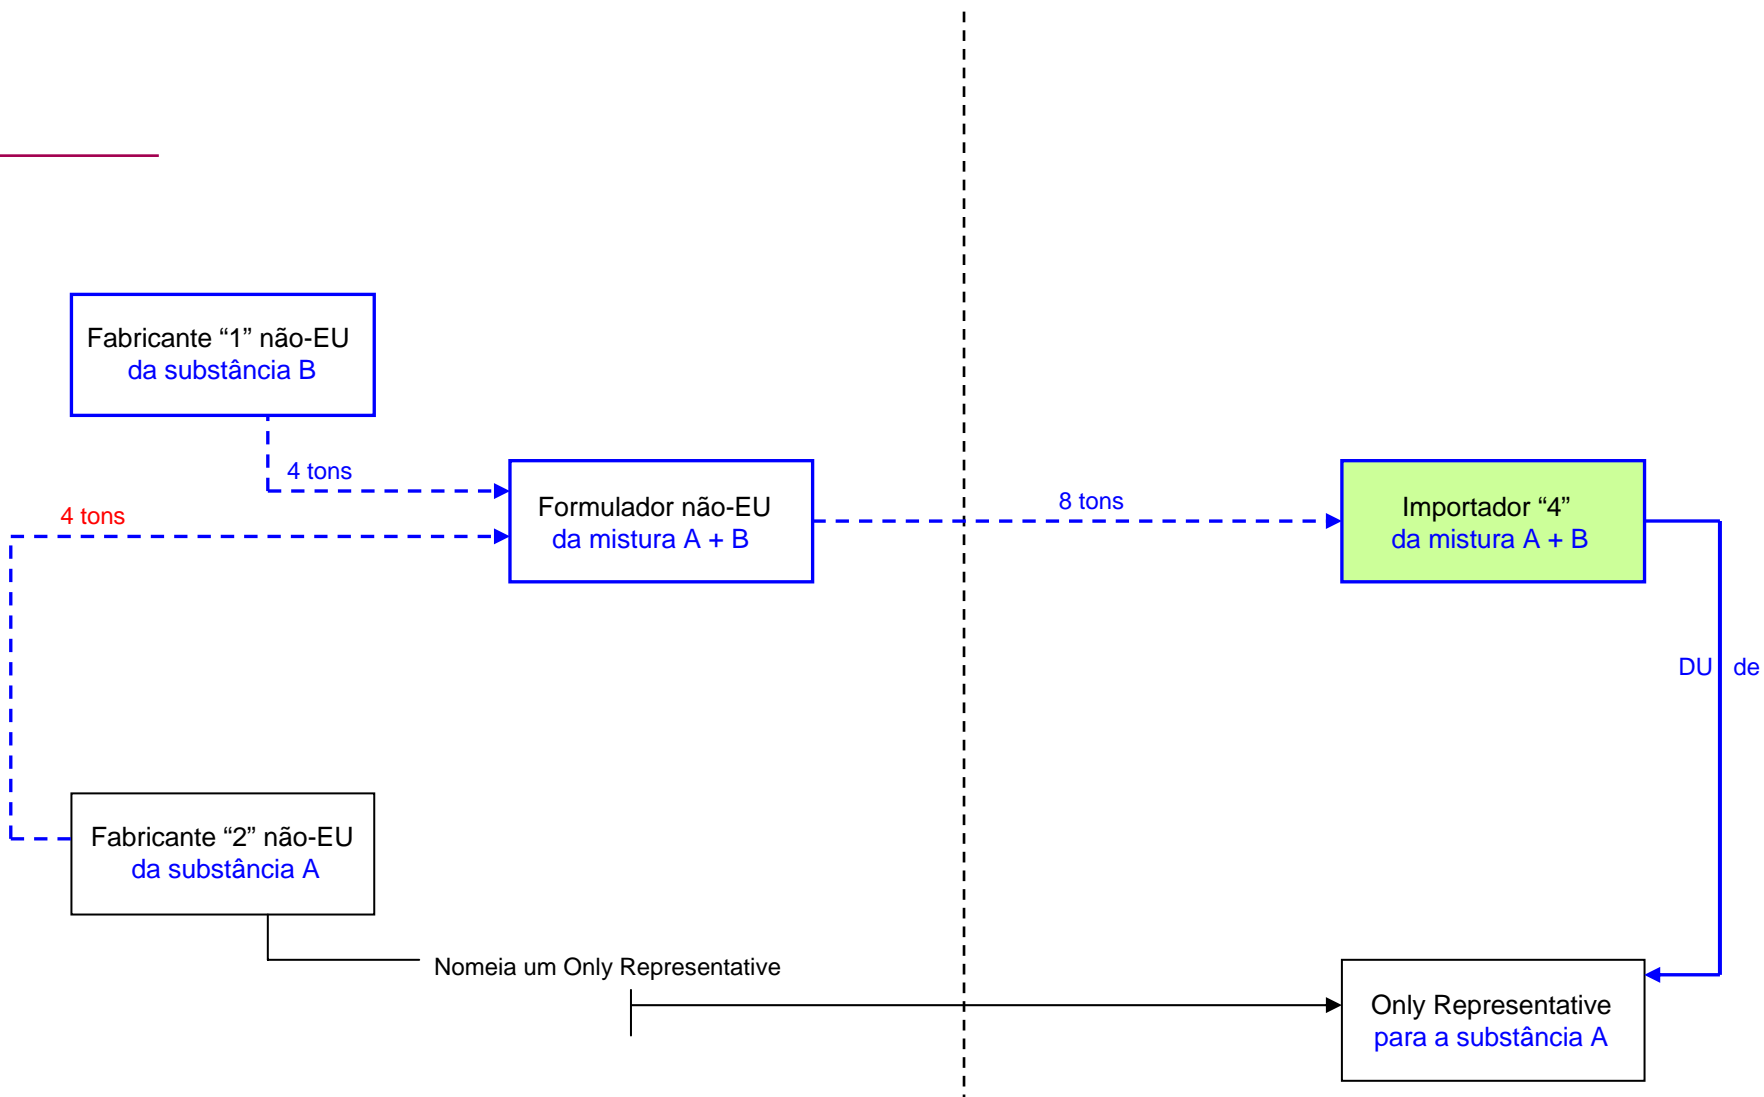 Fabricante “1” não-EU
da substância B
4 tons
4 tons
Formulador não-EU
da mistura A + B
8 tons
Importador “4”
da mistura A + B
DU de
Fabricante “2” não-EU
da substância A
Nomeia um Only Representative
Only Representative
para a substância A